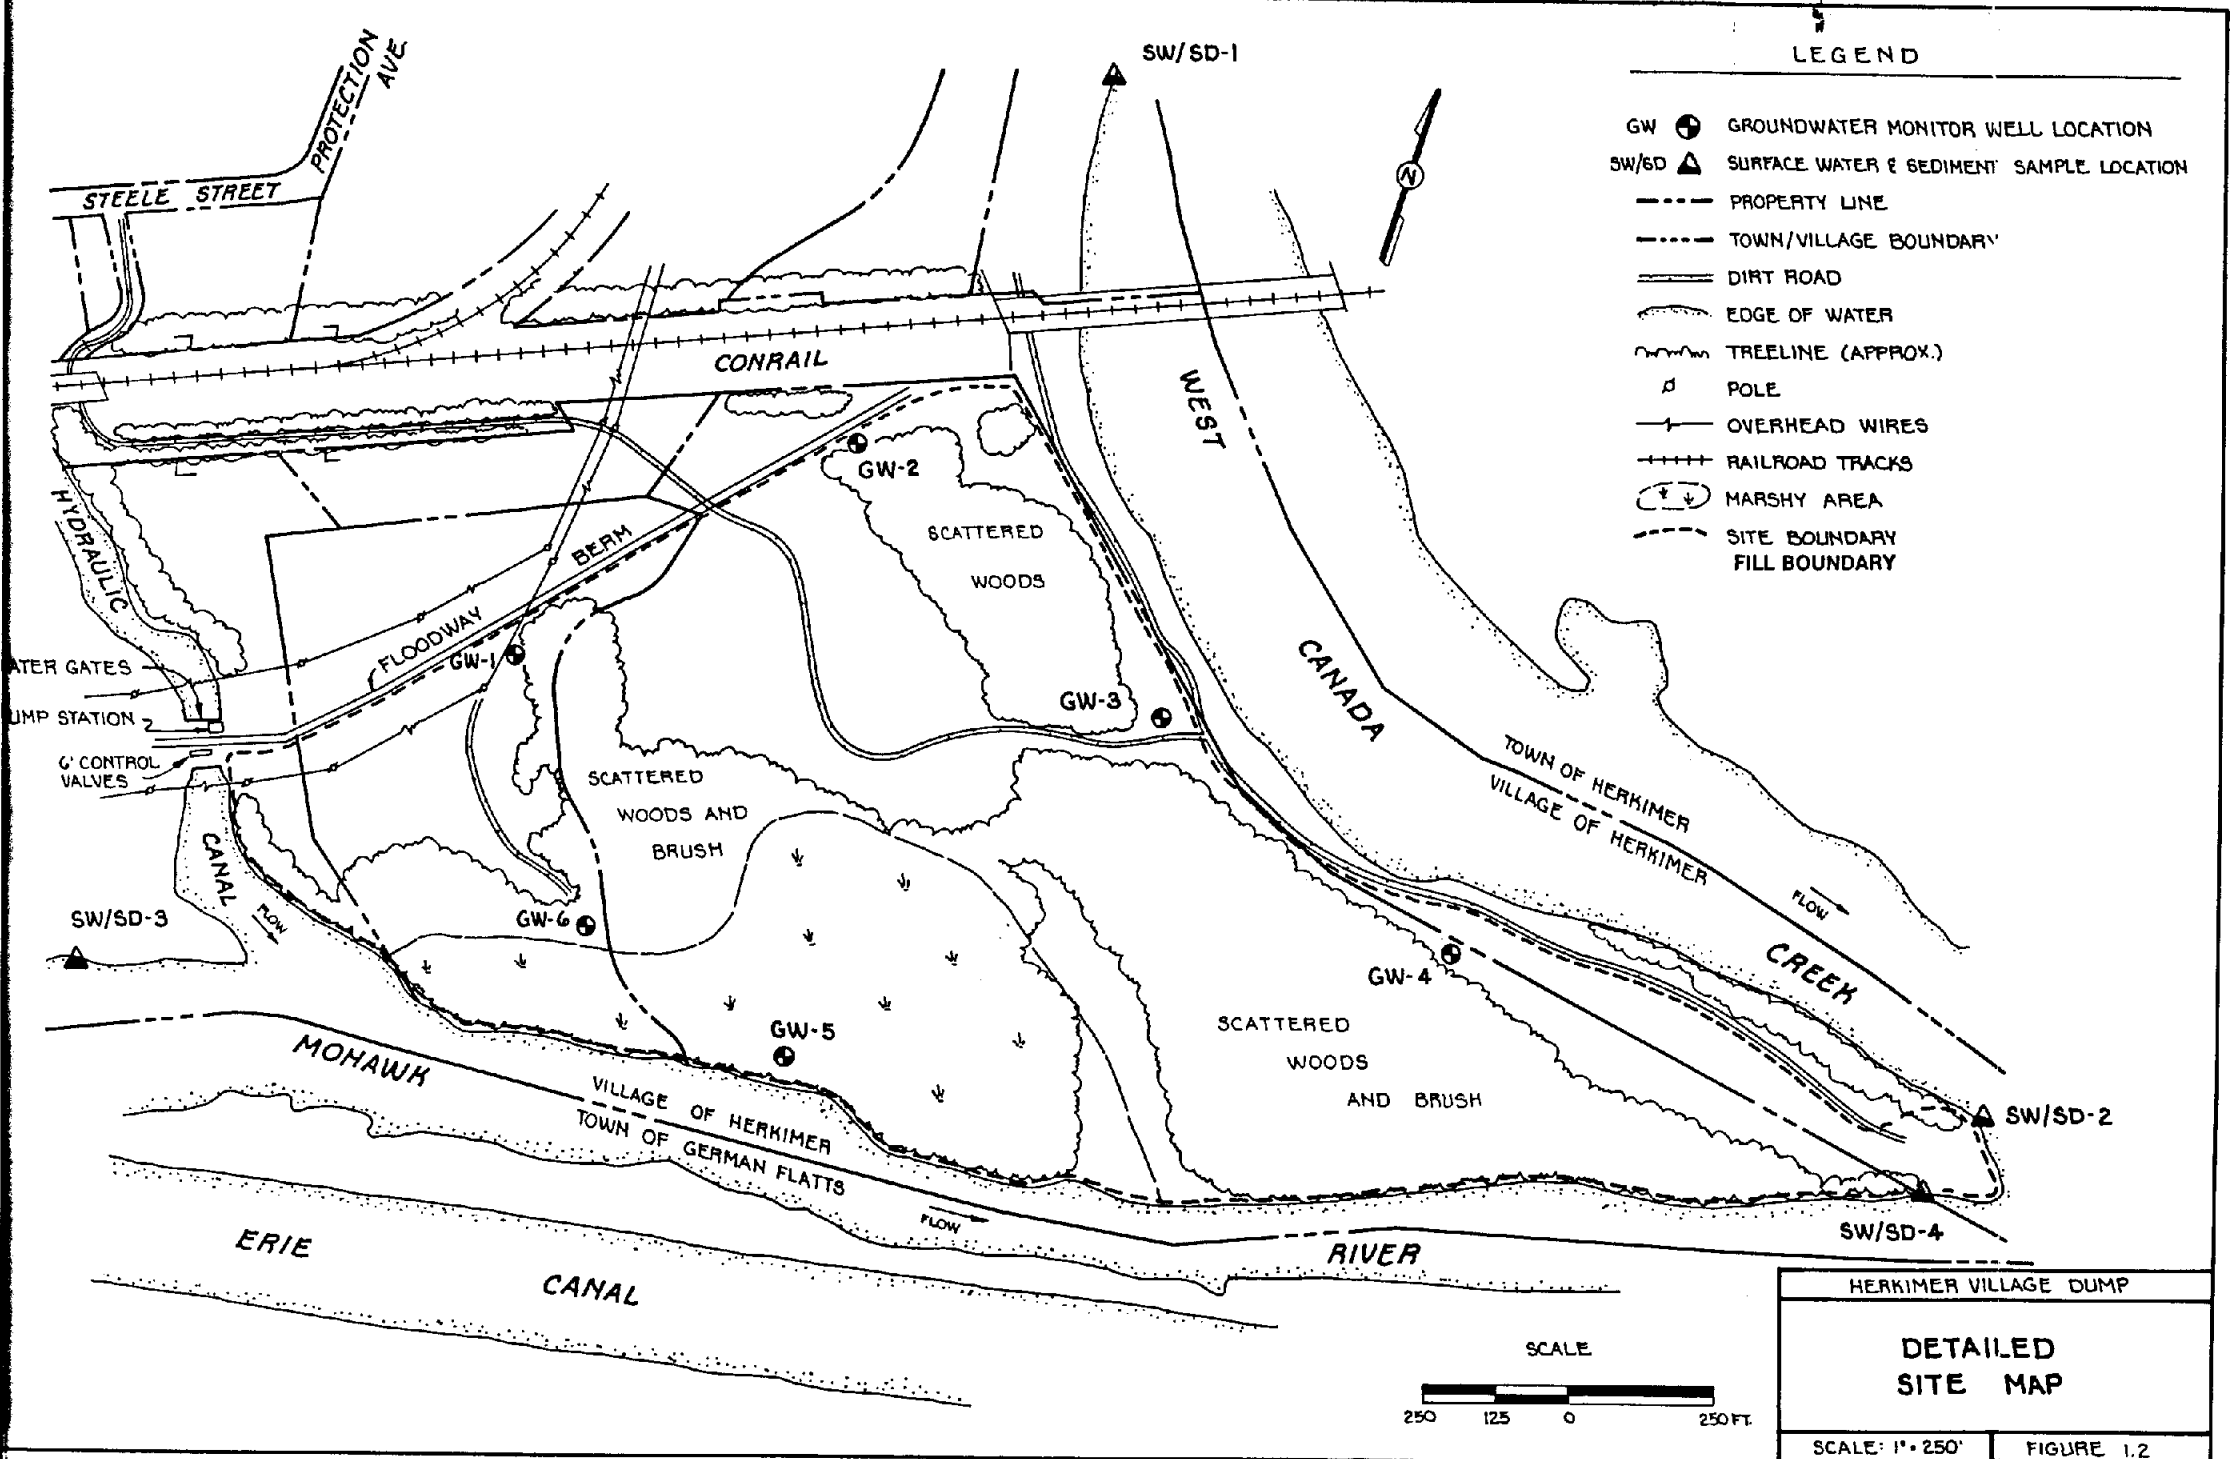 PROTECTION
AVE.
STEELE STREET
SW/SD-1
LEGEND
GW GROUNDWATER MONITOR WELL LOCATION
SW/SD SURFACE WATER & SEDIMENT SAMPLE LOCATION
PROPERTY LINE
TOWN/VILLAGE BOUNDARY
DIRT ROAD
EDGE OF WATER
TREELINE (APPROX.)
POLE
OVERHEAD WIRES
RAILROAD TRACKS
MARSHY AREA
SITE BOUNDARY
FILL BOUNDARY
N
CONRAIL
WEST
CANADA
CREEK
HYDRAULIC
CANAL
FLOODWAY
BERM
GW-1
GW-2
SCATTERED
WOODS
GW-3
ATER GATES
UMP STATION
6' CONTROL
VALVES
SCATTERED
WOODS AND
BRUSH
TOWN OF HERKIMER
VILLAGE OF HERKIMER
FLOW
FLOW
SW/SD-3
GW-6
GW-4
GW-5
SCATTERED
WOODS
AND BRUSH
MOHAWK
VILLAGE OF HERKIMER
TOWN OF GERMAN FLATTS
FLOW
RIVER
SW/SD-2
SW/SD-4
ERIE
CANAL
SCALE
250 125 0 250 FT.
HERKIMER VILLAGE DUMP
DETAILED
SITE MAP
SCALE: 1"=250'
FIGURE 1.2